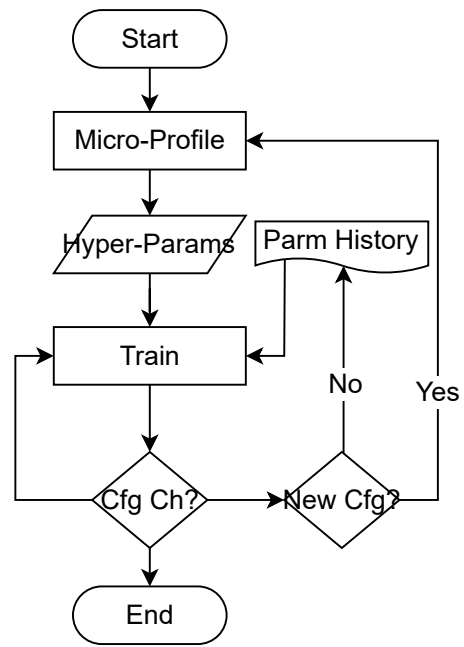 Start
Micro-Profile
Hyper-Params
Parm History
Train
No
Yes
Cfg Ch?
New Cfg?
End